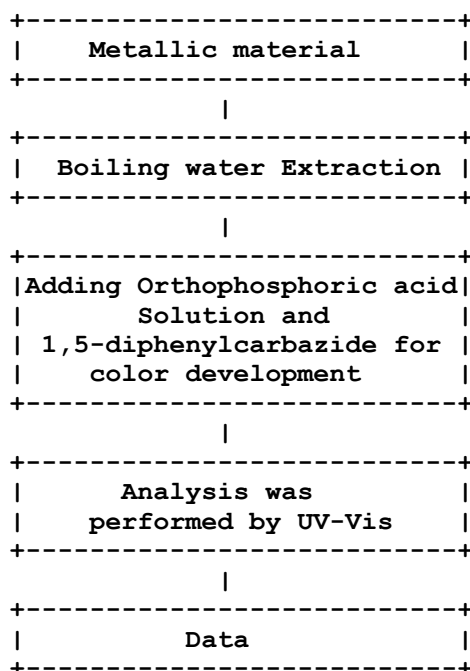 Metallic material
Boiling water Extraction
Adding Orthophosphoric acid
Solution and
1,5-diphenylcarbazide for
color development
Analysis was
performed by UV-Vis
Data